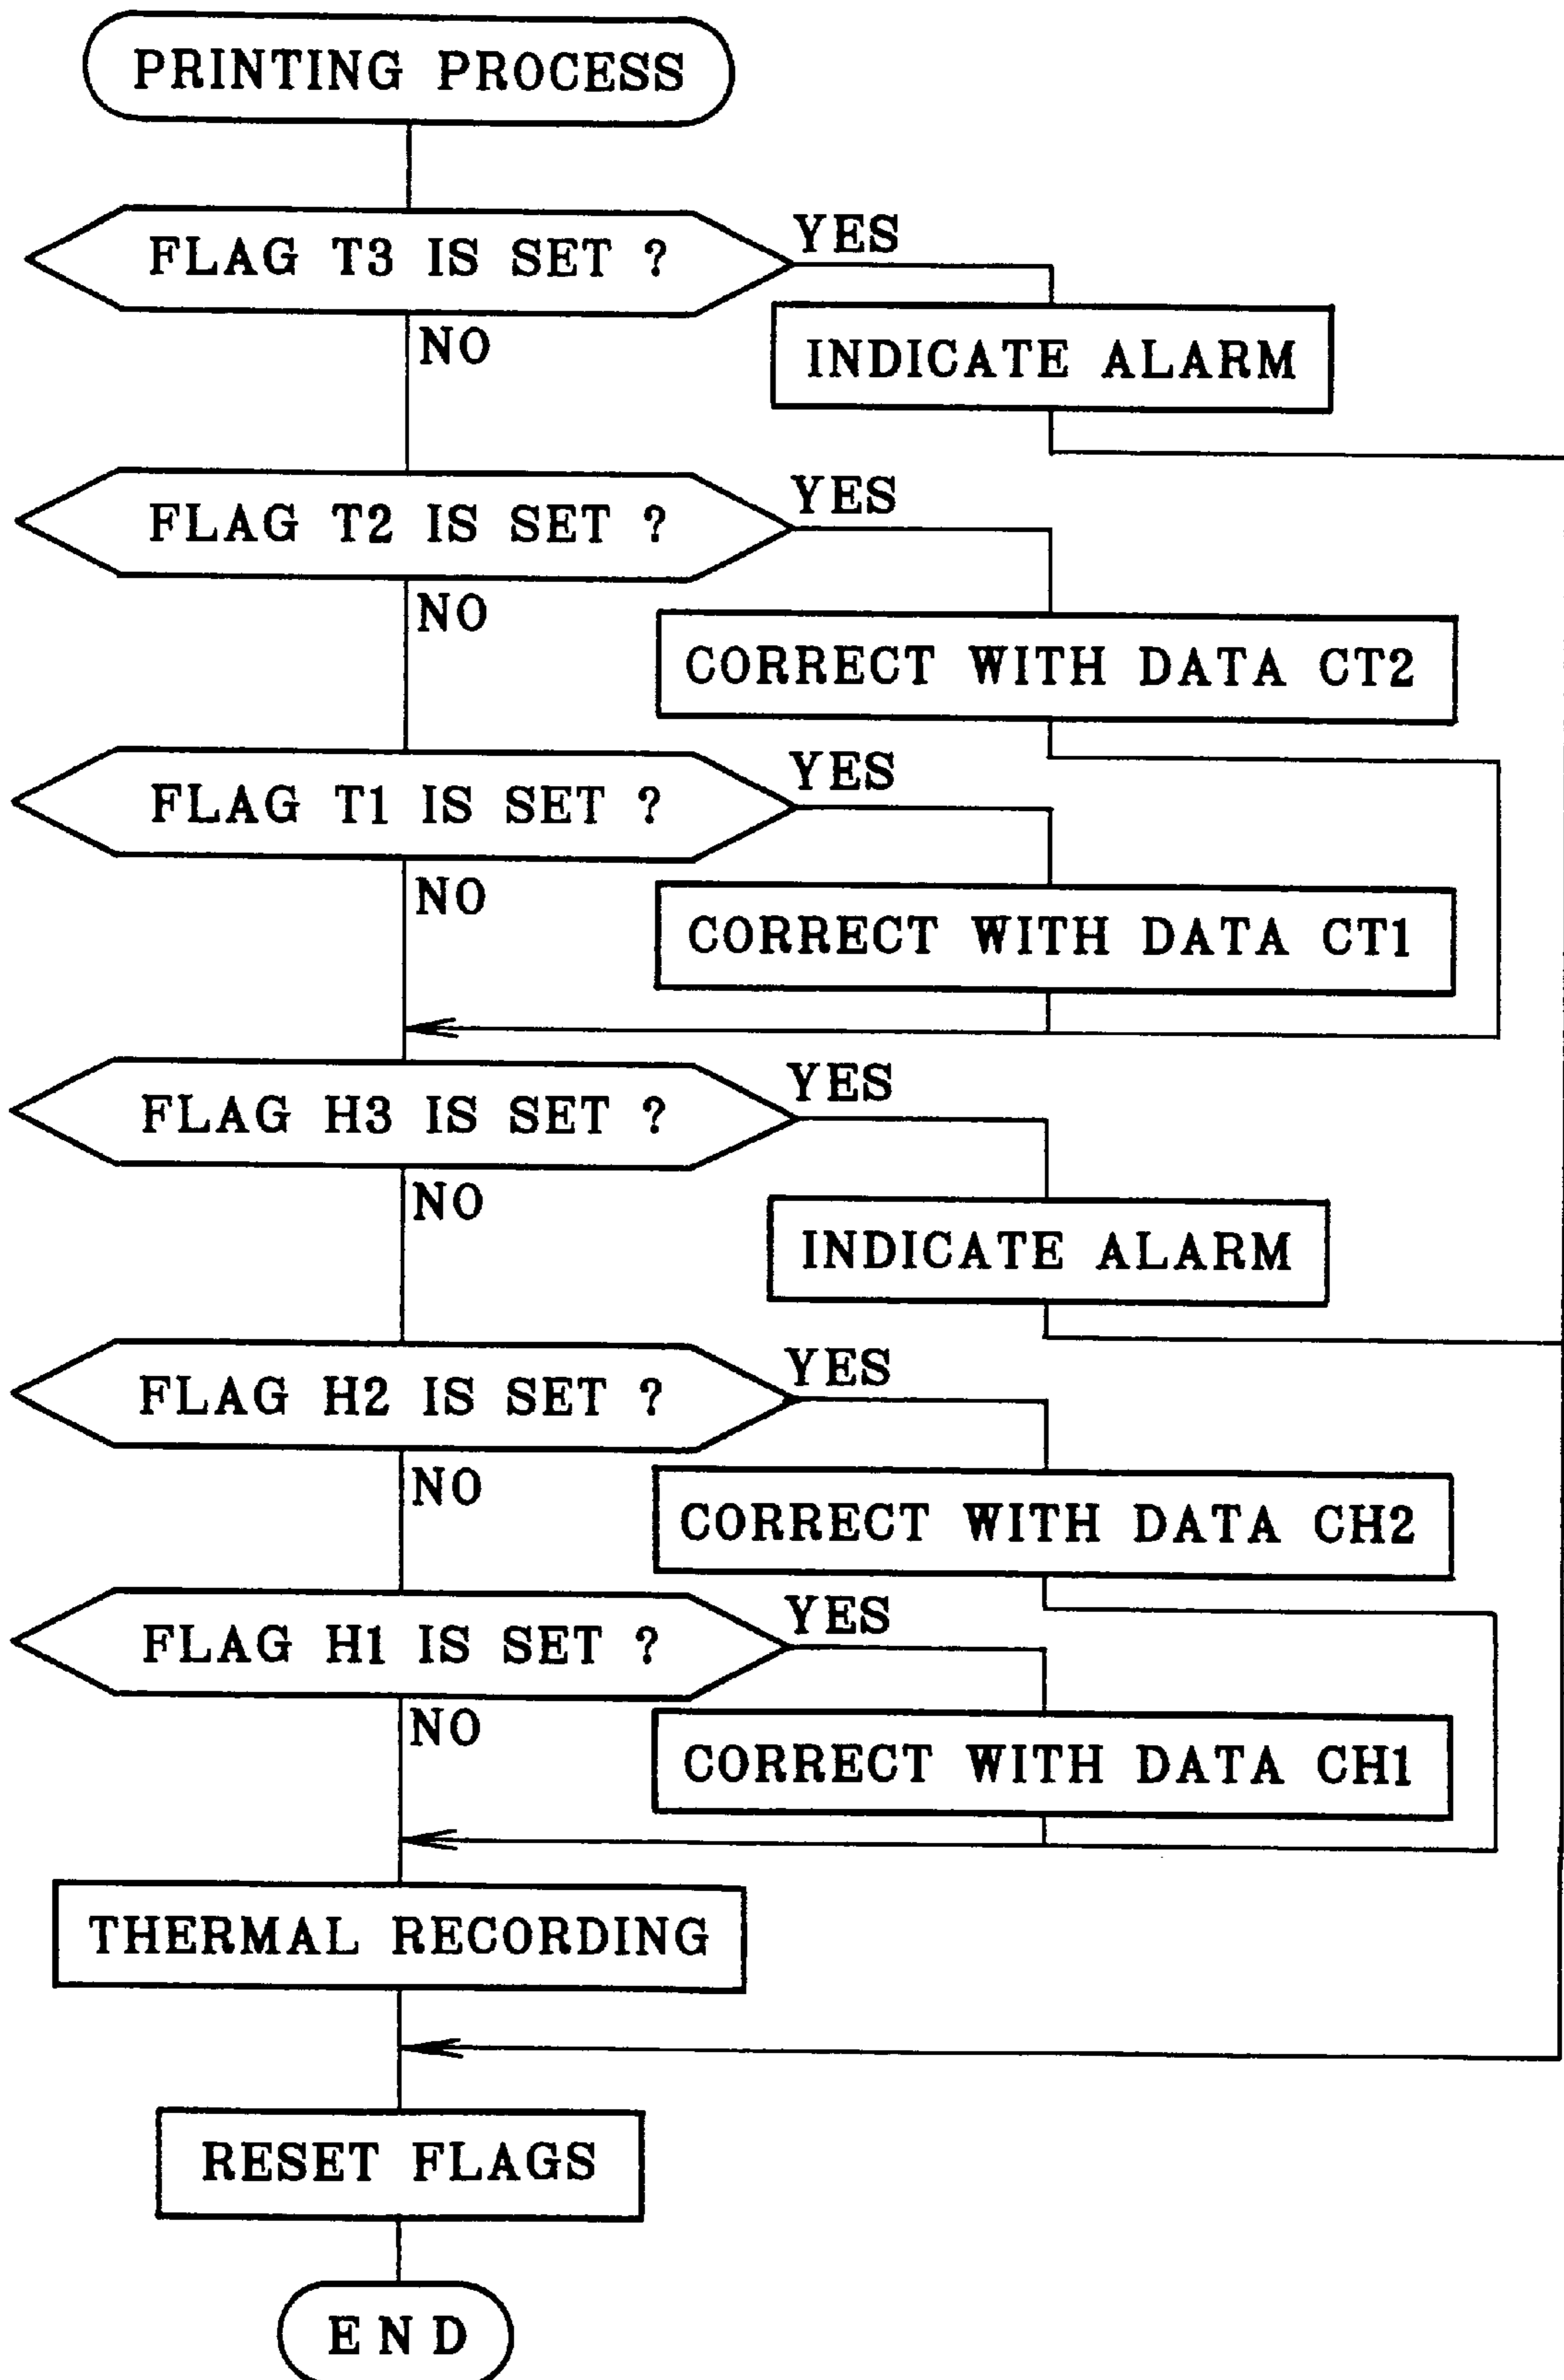 PRINTING PROCESS
FLAG T3 IS SET ?
YES
NO
INDICATE ALARM
FLAG T2 IS SET ?
YES
NO
CORRECT WITH DATA CT2
FLAG T1 IS SET ?
YES
NO
CORRECT WITH DATA CT1
FLAG H3 IS SET ?
YES
NO
INDICATE ALARM
FLAG H2 IS SET ?
YES
NO
CORRECT WITH DATA CH2
FLAG H1 IS SET ?
YES
NO
CORRECT WITH DATA CH1
THERMAL RECORDING
RESET FLAGS
END